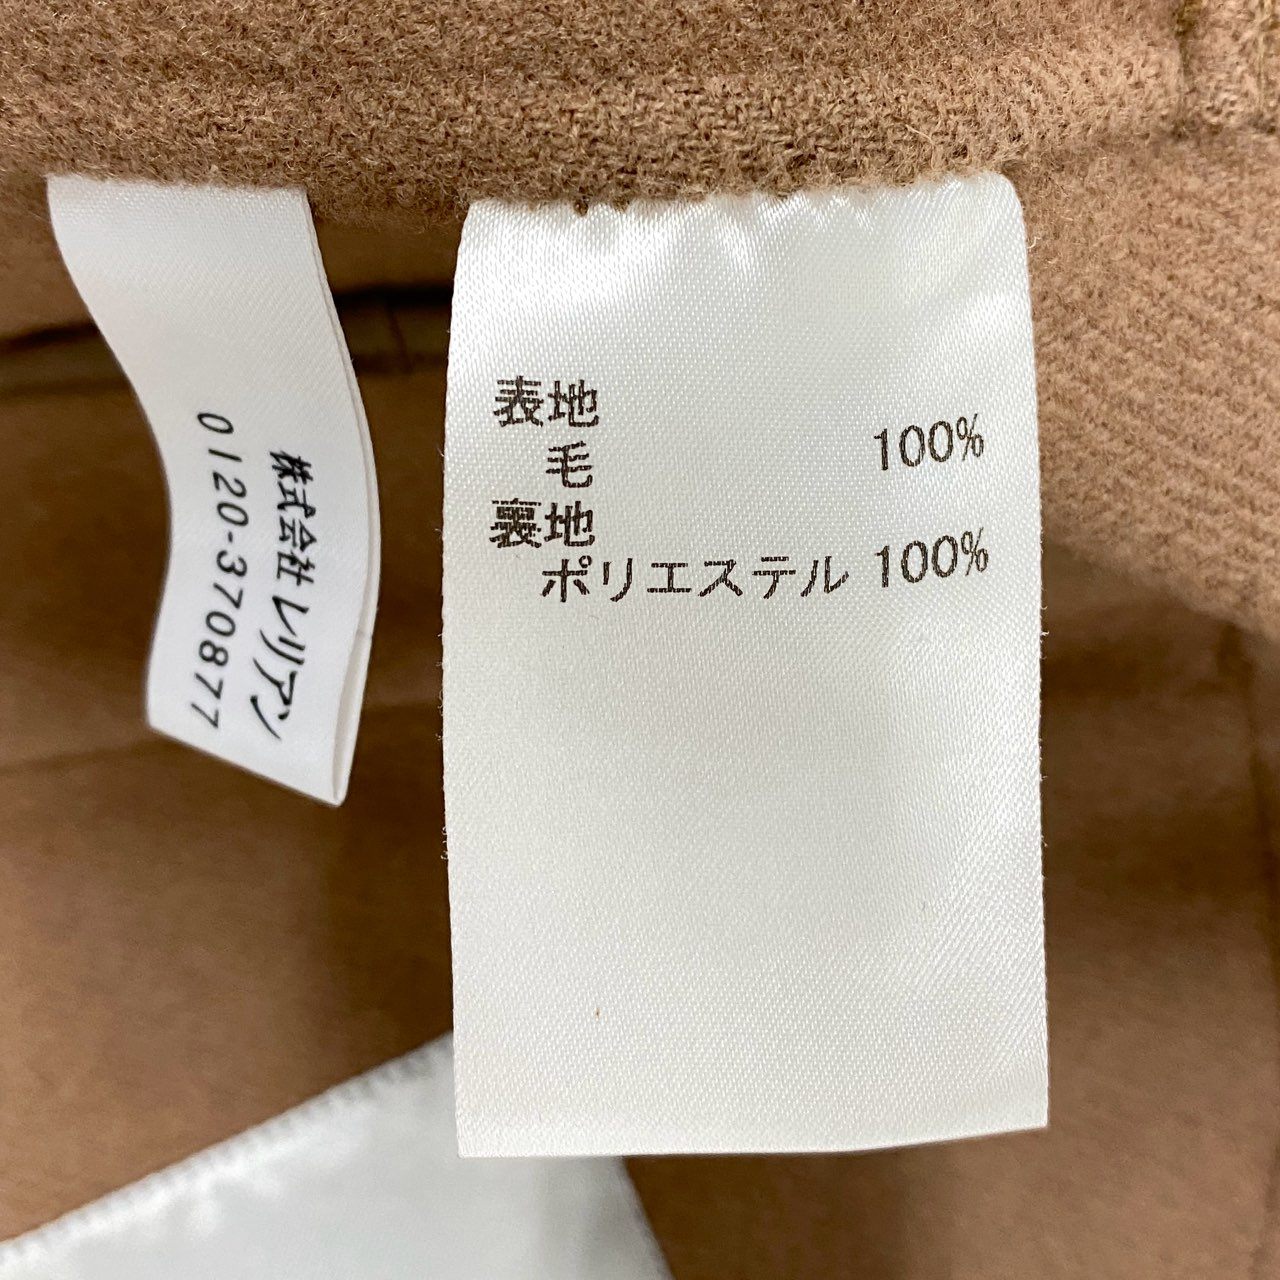 株式会社 レリアン
0120-370877
表地
毛 100%
裏地
ポリエステル 100%